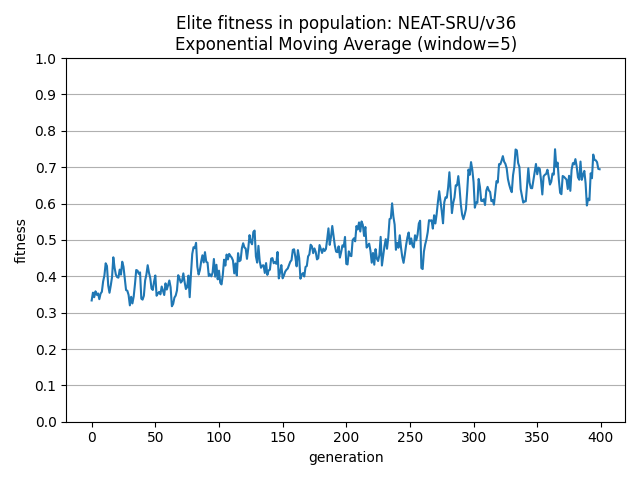 Elite fitness in population: NEAT-SRU/v36
Exponential Moving Average (window=5)
1.0
0.9
0.8
0.7
0.6
0.5
0.4
0.3
0.2
0.1
0.0
fitness
0 50 100 150 200 250 300 350 400
generation